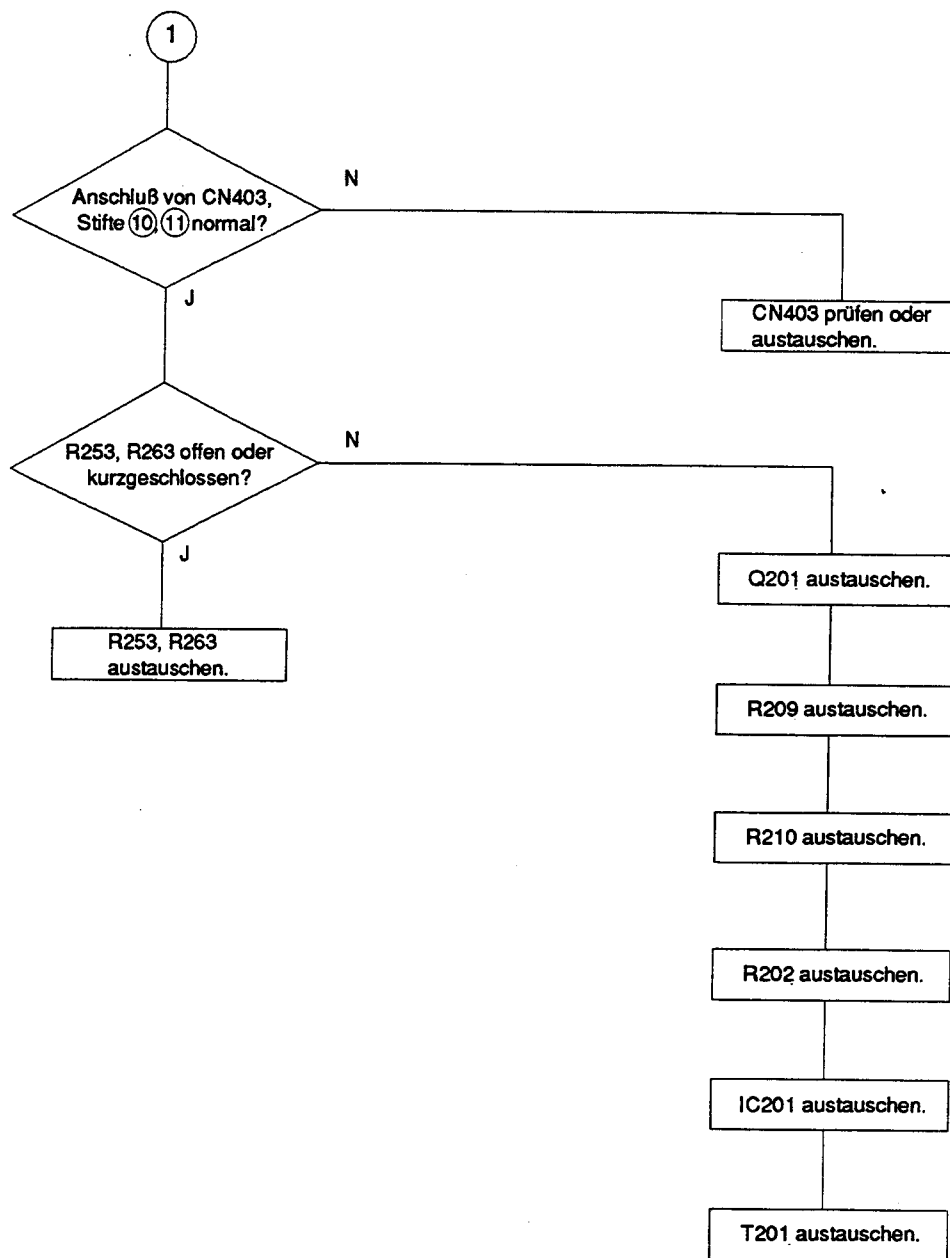 1
Anschluß von CN403,
Stifte 10, 11 normal?
N
J
CN403 prüfen oder
austauschen.
R253, R263 offen oder
kurzgeschlossen?
N
J
Q201 austauschen.
R253, R263
austauschen.
R209 austauschen.
R210 austauschen.
R202 austauschen.
IC201 austauschen.
T201 austauschen.